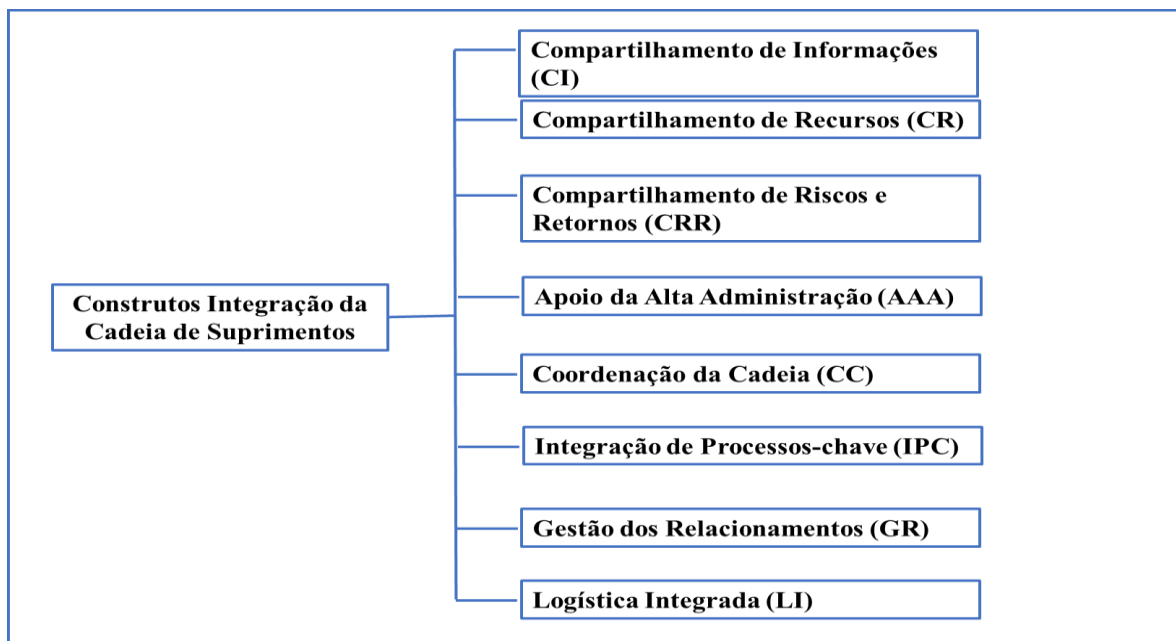 Compartilhamento de Informações
(CI)
Compartilhamento de Recursos (CR)
Compartilhamento de Riscos e
Retornos (CRR)
Construtos Integração da
Cadeia de Suprimentos
Apoio da Alta Administração (AAA)
Coordenação da Cadeia (CC)
Integração de Processos-chave (IPC)
Gestão dos Relacionamentos (GR)
Logística Integrada (LI)